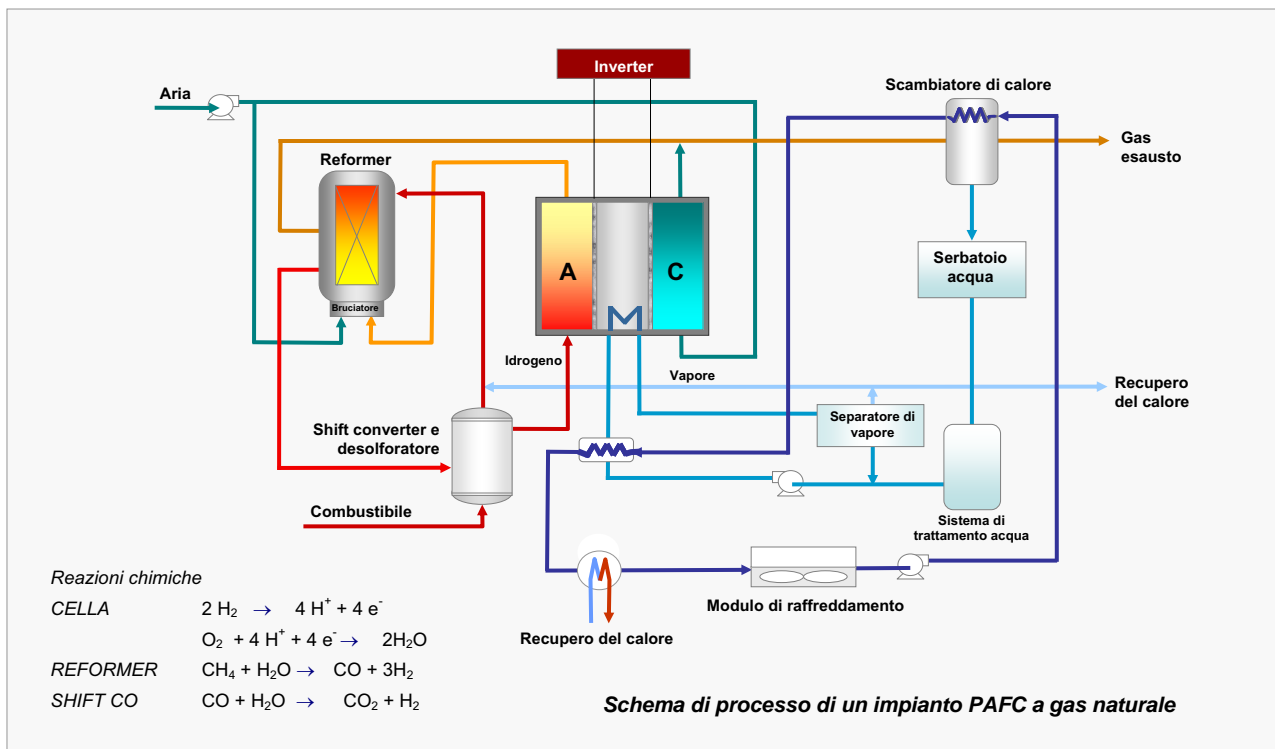 Inverter
Aria
Scambiatore di calore
Gas
esausto
Reformer
A
C
Serbatoio
acqua
Bruciatore
Idrogeno
Vapore
Recupero
del calore
Separatore di
vapore
Shift converter e
desolforatore
Combustibile
Sistema di
trattamento acqua
Modulo di raffreddamento
Recupero del calore
Reazioni chimiche
CELLA 2 H₂ → 4 H⁺ + 4 e⁻
O₂ + 4 H⁺ + 4 e⁻ → 2H₂O
REFORMER CH₄ + H₂O → CO + 3H₂
SHIFT CO CO + H₂O → CO₂ + H₂
Schema di processo di un impianto PAFC a gas naturale